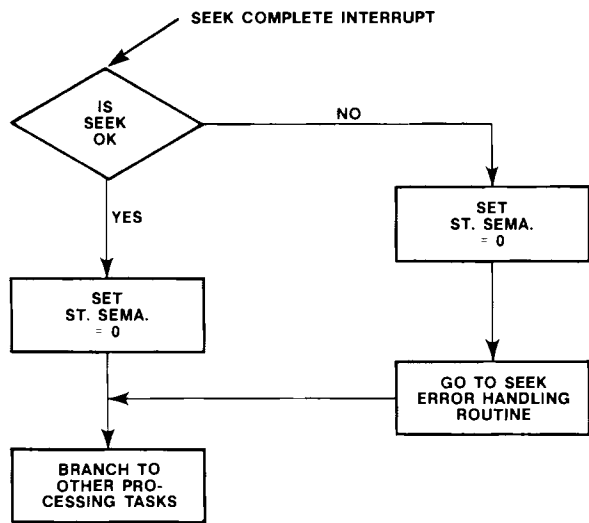 SEEK COMPLETE INTERRUPT
IS
SEEK
OK
NO
YES
SET
ST. SEMA.
= 0
SET
ST. SEMA.
= 0
GO TO SEEK
ERROR HANDLING
ROUTINE
BRANCH TO
OTHER PRO-
CESSING TASKS